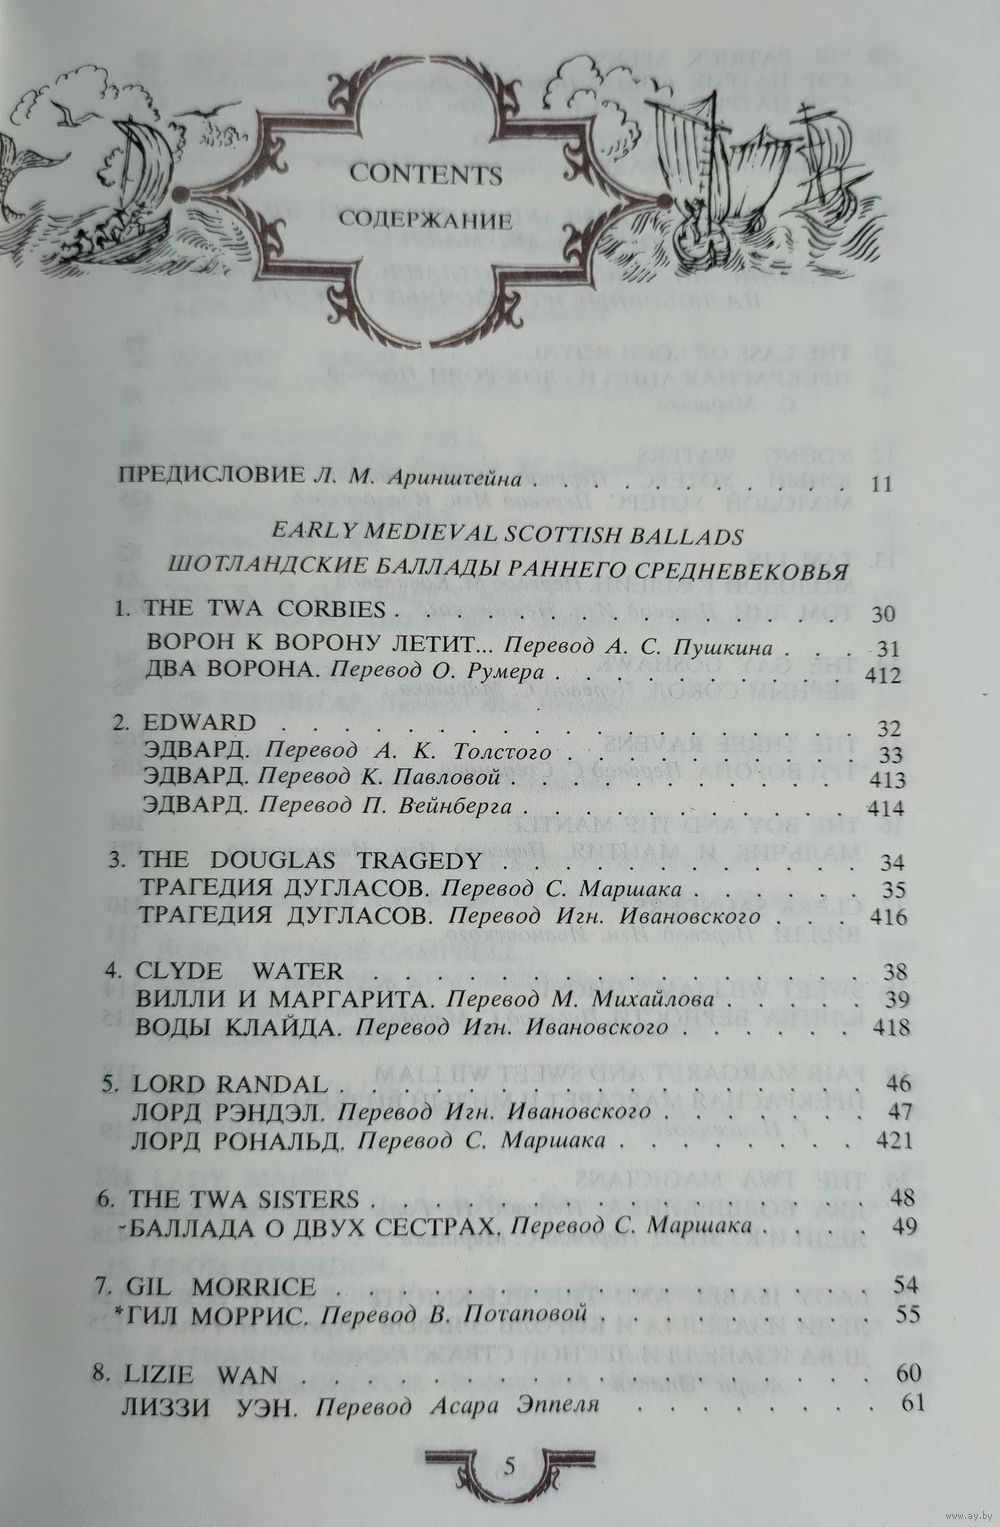 CONTENTS
СОДЕРЖАНИЕ
ПРЕДИСЛОВИЕ Л. М. Аринштейна . . . . . . . . . . . . 11
EARLY MEDIEVAL SCOTTISH BALLADS
ШОТЛАНДСКИЕ БАЛЛАДЫ РАННЕГО СРЕДНЕВЕКОВЬЯ
1. THE TWA CORBIES . . . . . . . . . . . . . . . 30
ВОРОН К ВОРОНУ ЛЕТИТ... Перевод А. С. Пушкина . . . 31
ДВА ВОРОНА. Перевод О. Румера . . . . . . . . . . 412
2. EDWARD . . . . . . . . . . . . . . . . . . 32
ЭДВАРД. Перевод А. К. Толстого . . . . . . . . . . 33
ЭДВАРД. Перевод К. Павловой . . . . . . . . . . . 413
ЭДВАРД. Перевод П. Вейнберга . . . . . . . . . . . 414
3. THE DOUGLAS TRAGEDY . . . . . . . . . . . . 34
ТРАГЕДИЯ ДУГЛАСОВ. Перевод С. Маршака . . . . . . 35
ТРАГЕДИЯ ДУГЛАСОВ. Перевод Игн. Ивановского . . . 416
4. CLYDE WATER . . . . . . . . . . . . . . . . 38
ВИЛЛИ И МАРГАРИТА. Перевод М. Михайлова . . . . . 39
ВОДЫ КЛАЙДА. Перевод Игн. Ивановского . . . . . . 418
5. LORD RANDAL . . . . . . . . . . . . . . . . 46
ЛОРД РЭНДЭЛ. Перевод Игн. Ивановского . . . . . . . 47
ЛОРД РОНАЛЬД. Перевод С. Маршака . . . . . . . . 421
6. THE TWA SISTERS . . . . . . . . . . . . . . . 48
-БАЛЛАДА О ДВУХ СЕСТРАХ. Перевод С. Маршака . . . . 49
7. GIL MORRICE . . . . . . . . . . . . . . . . 54
*ГИЛ МОРРИС. Перевод В. Потаповой . . . . . . . . . 55
8. LIZIE WAN . . . . . . . . . . . . . . . . . 60
ЛИЗЗИ УЭН. Перевод Асара Эппеля . . . . . . . . 61
5
www.ay.by